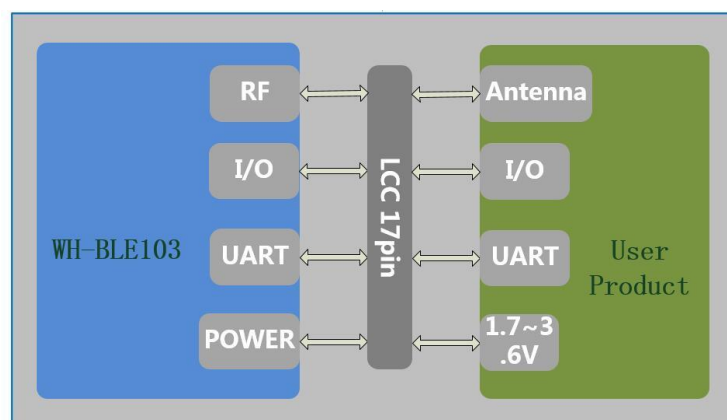 WH-BLE103
RF
I/O
UART
POWER
LCC 17pin
Antenna
I/O
UART
1.7~3
.6V
User
Product